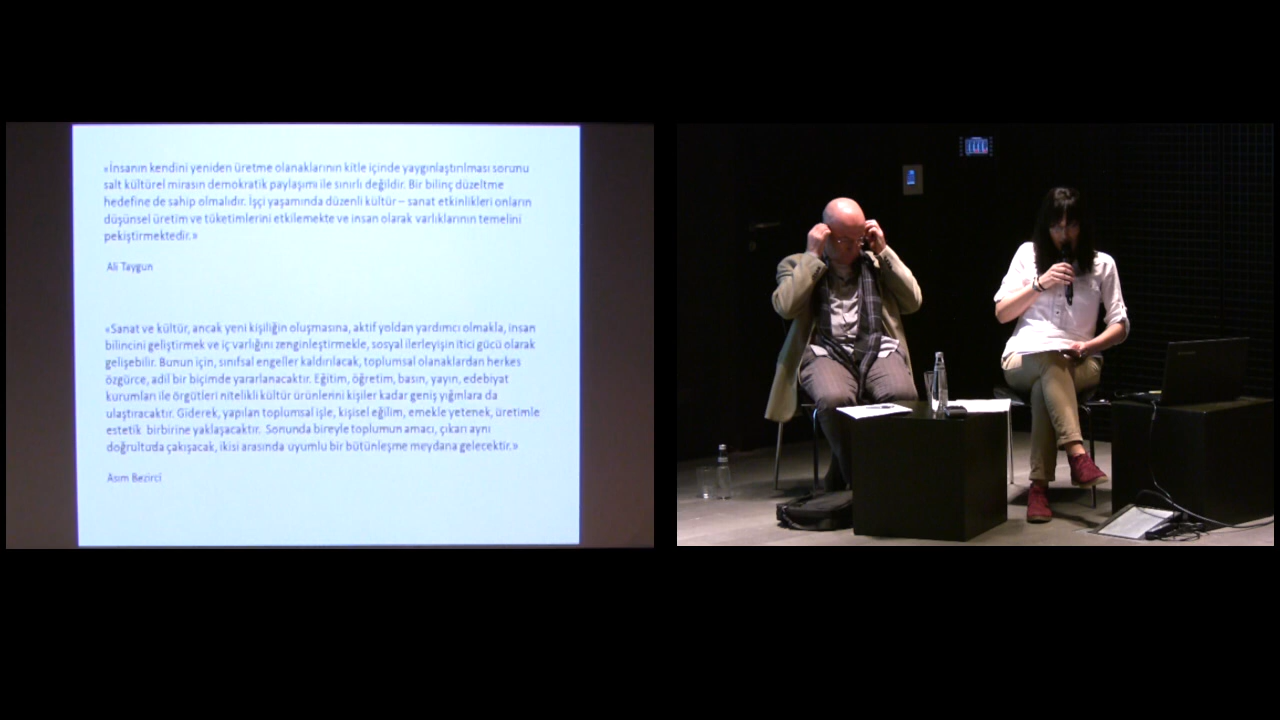 «İnsanın kendini yeniden üretme olanaklarının kitle içinde yaygınlaştırılması sorunu
salt kültürel mirasın demokratik paylaşımı ile sınırlı değildir. Bir bilinç düzeltme
hedefine de sahip olmalıdır. İşçi yaşamında düzenli kültür – sanat etkinlikleri onların
düşünsel üretim ve tüketimlerini etkilemekte ve insan olarak varlıklarının temelini
pekiştirmektedir.»
Ali Taygun
«Sanat ve kültür, ancak yeni kişiliğin oluşmasına, aktif yoldan yardımcı olmakla, insan
bilincini geliştirmek ve iç varlığını zenginleştirmekle, sosyal ilerleyişin itici gücü olarak
gelişebilir. Bunun için, sınıfsal engeller kaldırılacak, toplumsal olanaklardan herkes
özgürce, adil bir biçimde yararlanacaktır. Eğitim, öğretim, basın, yayın, edebiyat
kurumları ile örgütleri nitelikli kültür ürünlerini kişiler kadar geniş yığınlara da
ulaştıracaktır. Giderek, yapılan toplumsal işle, kişisel eğilim, emekle yetenek, üretimle
estetik birbirine yaklaşacaktır. Sonunda bireyle toplumun amacı, çıkarı aynı
doğrultuda çakışacak, ikisi arasında uyumlu bir bütünleşme meydana gelecektir.»
Asım Bezirci